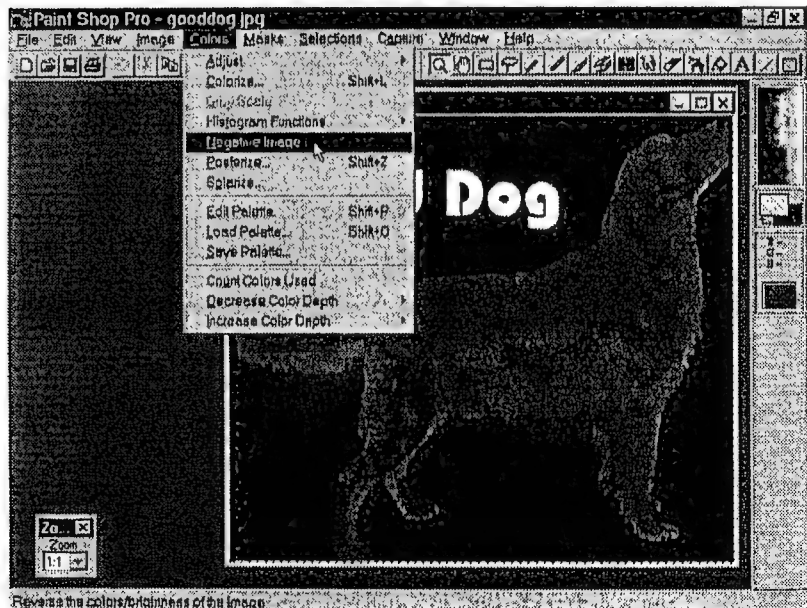 Paint Shop Pro - gooddog.jpg
File Edit View Image Colors Masks Selections Capture Window Help
Adjust
Colorize... Shift+L
Grey Scale
Histogram Functions
Negative Image
Posterize... Shift+Z
Solarize...
Edit Palette... Shift+P
Load Palette... Shift+O
Save Palette...
Count Colors Used
Decrease Color Depth
Increase Color Depth
Dog
Zo...
Zoom
1:1
Reverse the colors/brightness of the image